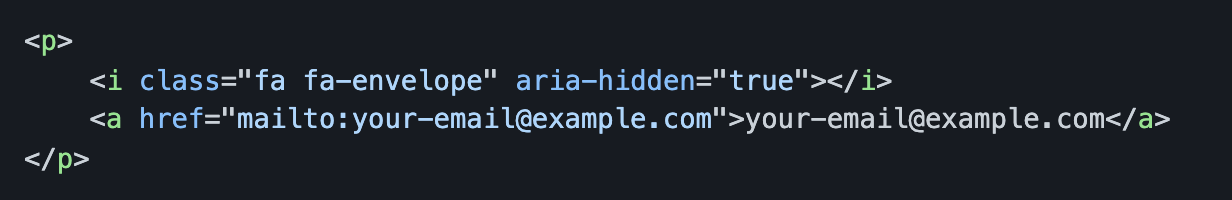 <p>
    <i class="fa fa-envelope" aria-hidden="true"></i>
    <a href="mailto:your-email@example.com">your-email@example.com</a>
</p>